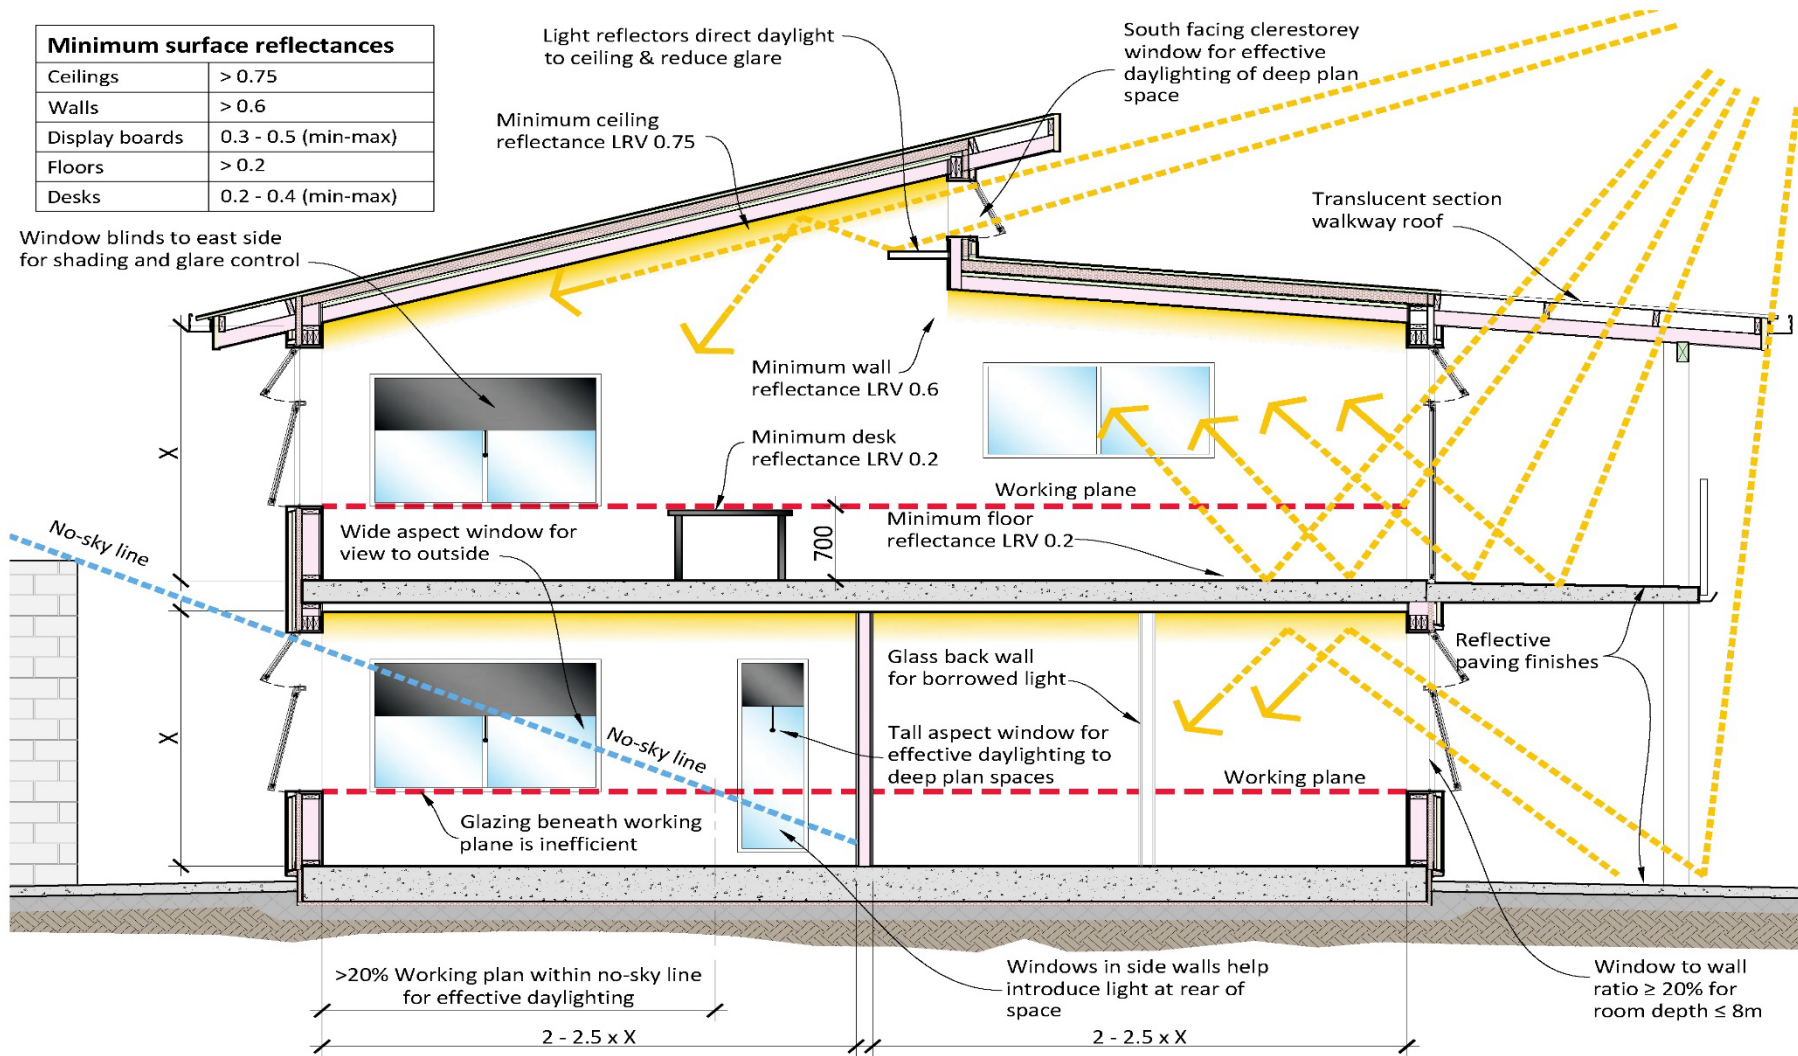 Minimum surface reflectances
Ceilings > 0.75
Walls > 0.6
Display boards 0.3 - 0.5 (min-max)
Floors > 0.2
Desks 0.2 - 0.4 (min-max)
Light reflectors direct daylight
to ceiling & reduce glare
South facing clerestorey
window for effective
daylighting of deep plan
space
Minimum ceiling
reflectance LRV 0.75
Translucent section
walkway roof
Window blinds to east side
for shading and glare control
Minimum wall
reflectance LRV 0.6
Minimum desk
reflectance LRV 0.2
X
Working plane
Wide aspect window for
view to outside
700
Minimum floor
reflectance LRV 0.2
No-sky line
Reflective
paving finishes
Glass back wall
for borrowed light
X
No-sky line
Tall aspect window for
effective daylighting to
deep plan spaces
Working plane
Glazing beneath working
plane is inefficient
>20% Working plan within no-sky line
for effective daylighting
Windows in side walls help
introduce light at rear of
space
Window to wall
ratio ≥ 20% for
room depth ≤ 8m
2 - 2.5 x X
2 - 2.5 x X